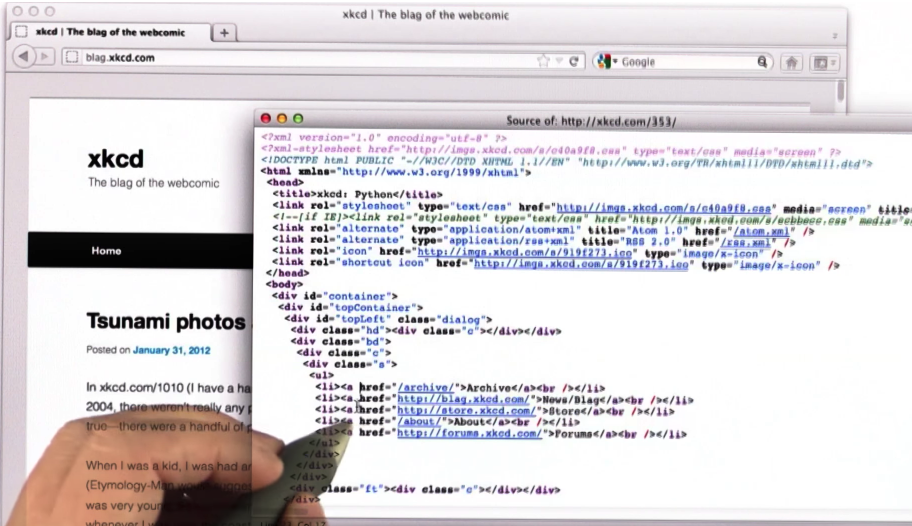 xkcd | The blag of the webcomic
xkcd | The blag of the webcomic
blag.xkcd.com
Google
xkcd
The blag of the webcomic
Home
Tsunami photos
Posted on January 31, 2012
In xkcd.com/1010 (I have a ha
2004, there weren't really any p
true—there were a handful of p
When I was a kid, I was had an
(Etymology-Man
was very young
whenever I
Source of: http://xkcd.com/353/
<?xml version="1.0" encoding="utf-8" ?>
<?xml-stylesheet href="http://imgs.xkcd.com/s/c40a9f8.css" type="text/css" media="screen" ?>
<!DOCTYPE html PUBLIC "-//W3C//DTD XHTML 1.1//EN" "http://www.w3.org/TR/xhtml11/DTD/xhtml11.dtd">
<html xmlns="http://www.w3.org/1999/xhtml">
<head>
<title>xkcd: Python</title>
<link rel="stylesheet" type="text/css" href="http://imgs.xkcd.com/s/c40a9f8.css" media="screen" title=
<!--[if IE]><link rel="stylesheet" type="text/css" href="http://imgs.xkcd.com/s/ecbbecc.css" media="s
<link rel="alternate" type="application/atom+xml" title="Atom 1.0" href="/atom.xml" />
<link rel="alternate" type="application/rss+xml" title="RSS 2.0" href="/rss.xml" />
<link rel="icon" href="http://imgs.xkcd.com/s/919f273.ico" type="image/x-icon" />
<link rel="shortcut icon" href="http://imgs.xkcd.com/s/919f273.ico" type="image/x-icon" />
</head>
<body>
<div id="container">
<div id="topContainer">
<div id="topLeft" class="dialog">
<div class="hd"><div class="c"></div></div>
<div class="bd">
<div class="c">
<div class="s">
<ul>
<li><a href="/archive/">Archive</a><br /></li>
<li><a href="http://blag.xkcd.com/">News/Blag</a><br /></li>
<li><a href="http://store.xkcd.com/">Store</a><br /></li>
<li><a href="/about/">About</a><br /></li>
<li><a href="http://forums.xkcd.com/">Forums</a><br /></li>
</ul>
</div>
</div>
</div>
<div class="ft"><div class="c"></div></div>
</div>